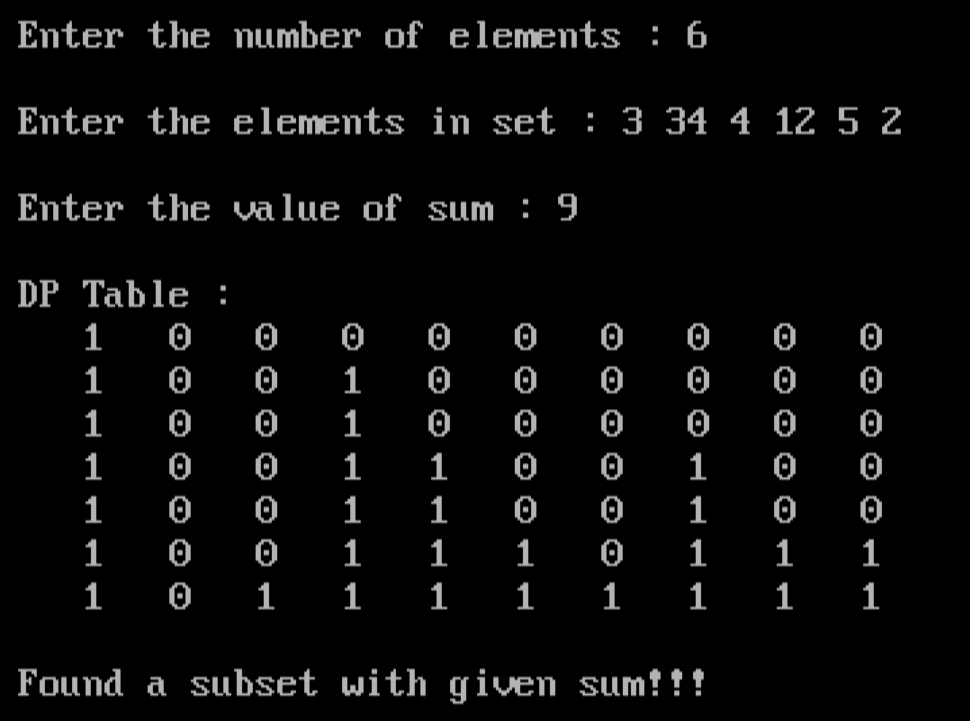 Enter the number of elements : 6
Enter the elements in set : 3 34 4 12 5 2
Enter the value of sum : 9
DP Table :
1 0 0 0 0 0 0 0 0 0
1 0 0 1 0 0 0 0 0 0
1 0 0 1 0 0 0 0 0 0
1 0 0 1 1 0 0 1 0 0
1 0 0 1 1 0 0 1 0 0
1 0 0 1 1 1 0 1 1 1
1 0 1 1 1 1 1 1 1 1
Found a subset with given sum!!!